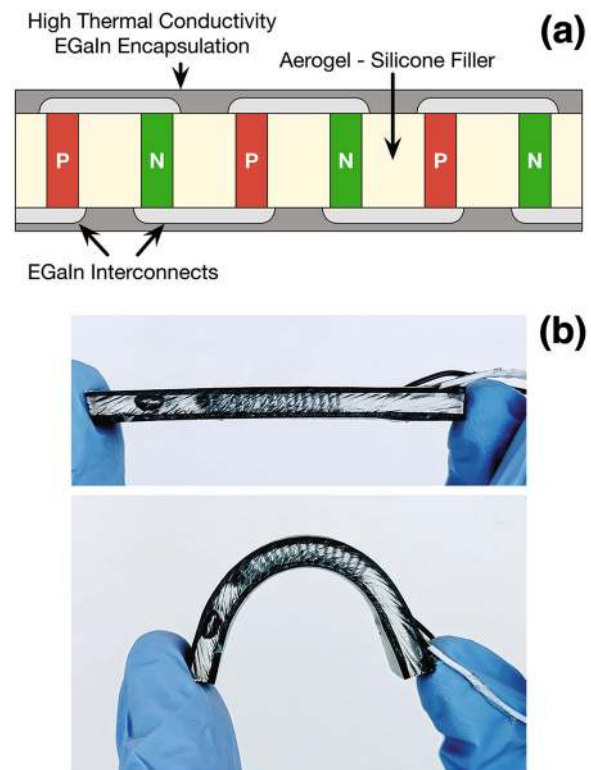 (a)
High Thermal Conductivity
EGaIn Encapsulation
Aerogel - Silicone Filler
P
N
P
N
P
N
EGaIn Interconnects
(b)